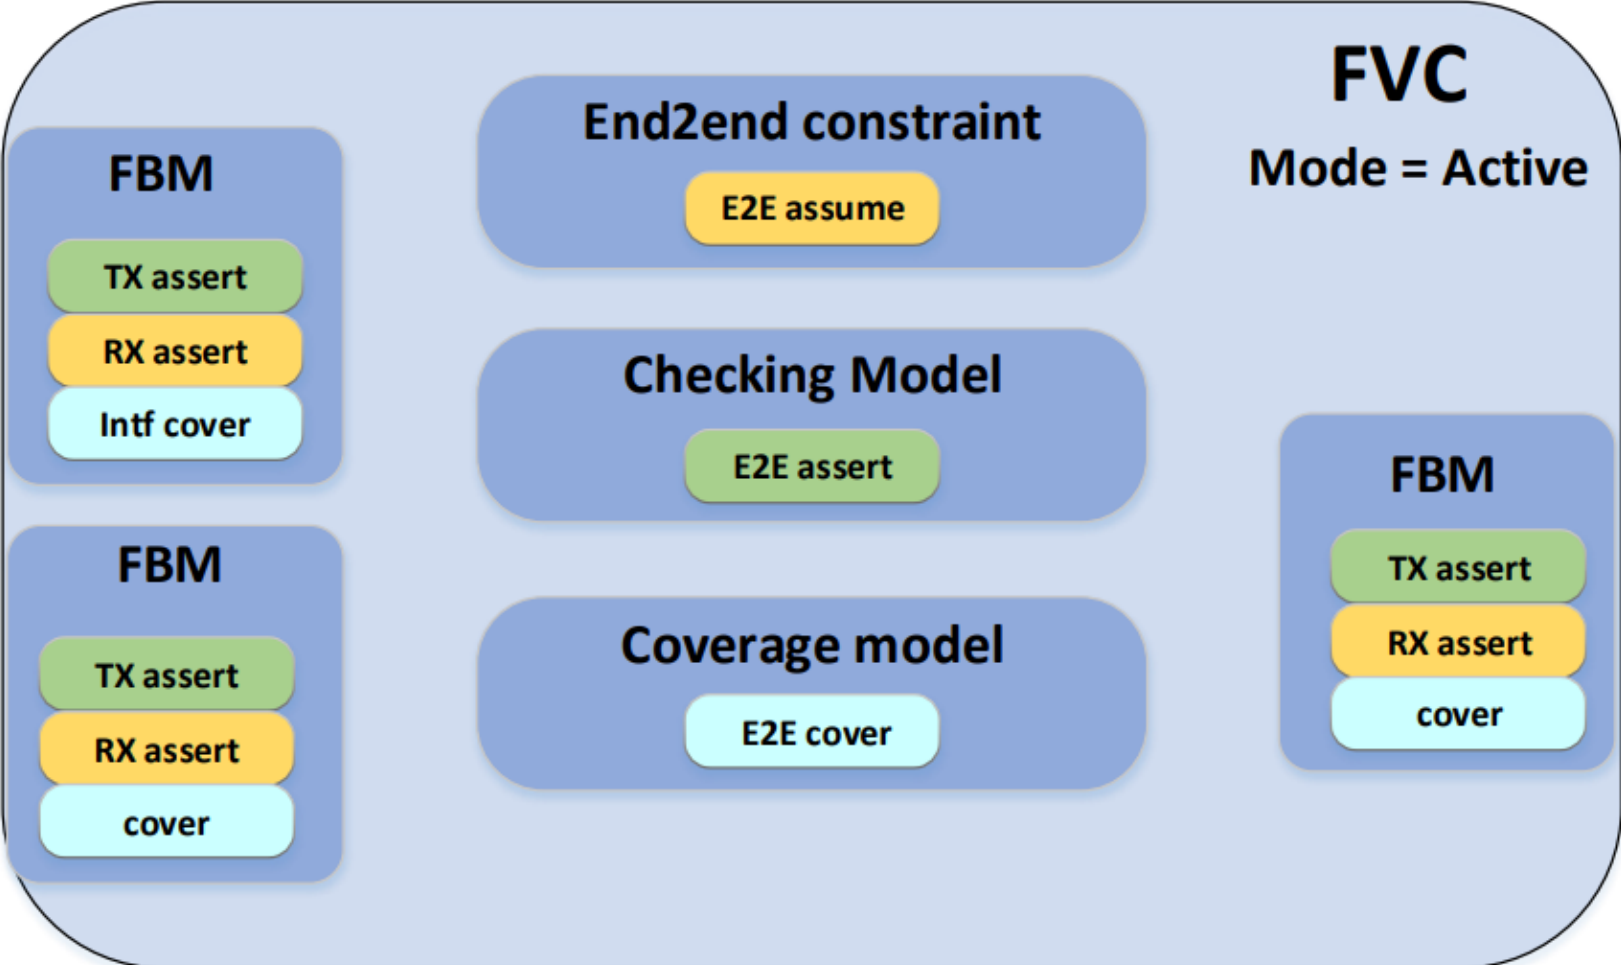 FVC
Mode = Active
FBM
TX assert
RX assert
Intf cover
FBM
TX assert
RX assert
cover
End2end constraint
E2E assume
Checking Model
E2E assert
Coverage model
E2E cover
FBM
TX assert
RX assert
cover